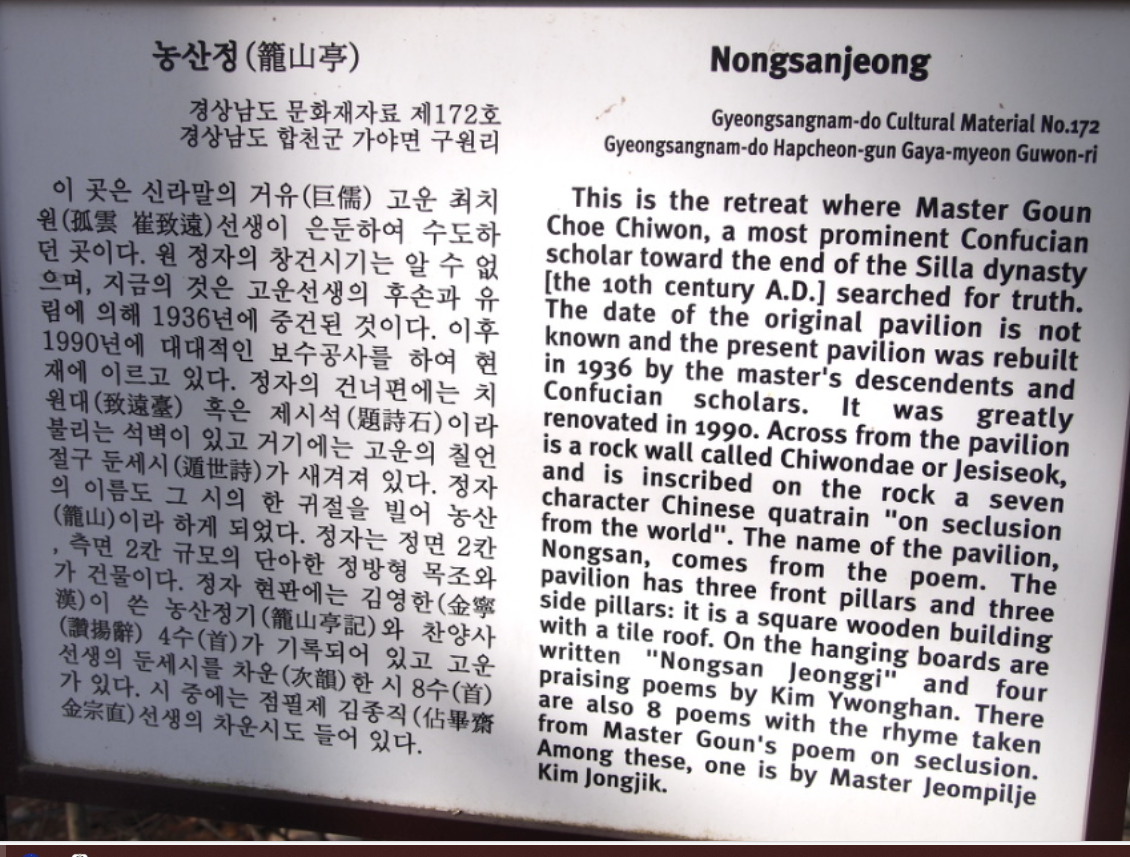 농산정(籠山亭)
경상남도 문화재자료 제172호
경상남도 합천군 가야면 구원리
이 곳은 신라말의 거유(巨儒) 고운 최치
원(孤雲 崔致遠)선생이 은둔하여 수도하
던 곳이다. 원 정자의 창건시기는 알 수 없
으며, 지금의 것은 고운선생의 후손과 유
림에 의해 1936년에 중건된 것이다. 이후
1990년에 대대적인 보수공사를 하여 현
재에 이르고 있다. 정자의 건너편에는 치
원대(致遠臺) 혹은 제시석(題詩石)이라
불리는 석벽이 있고 거기에는 고운의 칠언
절구 둔세시(遁世詩)가 새겨져 있다. 정자
의 이름도 그 시의 한 귀절을 빌어 농산
(籠山)이라 하게 되었다. 정자는 정면 2칸
, 측면 2칸 규모의 단아한 정방형 목조와
가 건물이다. 정자 현판에는 김영한(金寧
漢)이 쓴 농산정기(籠山亭記)와 찬양사
(讚揚辭) 4수(首)가 기록되어 있고 고운
선생의 둔세시를 차운(次韻)한 시 8수(首)
가 있다. 시 중에는 점필제 김종직(佔畢齋
金宗直)선생의 차운시도 들어 있다.
Nongsanjeong
Gyeongsangnam-do Cultural Material No.172
Gyeongsangnam-do Hapcheon-gun Gaya-myeon Guwon-ri
This is the retreat where Master Goun
Choe Chiwon, a most prominent Confucian
scholar toward the end of the Silla dynasty
[the 10th century A.D.] searched for truth.
The date of the original pavilion is not
known and the present pavilion was rebuilt
in 1936 by the master's descendents and
Confucian scholars. It was greatly
renovated in 1990. Across from the pavilion
is a rock wall called Chiwondae or Jesiseok,
and is inscribed on the rock a seven
character Chinese quatrain "on seclusion
from the world". The name of the pavilion,
Nongsan, comes from the poem. The
pavilion has three front pillars and three
side pillars: it is a square wooden building
with a tile roof. On the hanging boards are
written "Nongsan Jeonggi" and four
praising poems by Kim Ywonghan. There
are also 8 poems with the rhyme taken
from Master Goun's poem on seclusion.
Among these, one is by Master Jeompilje
Kim Jongjik.